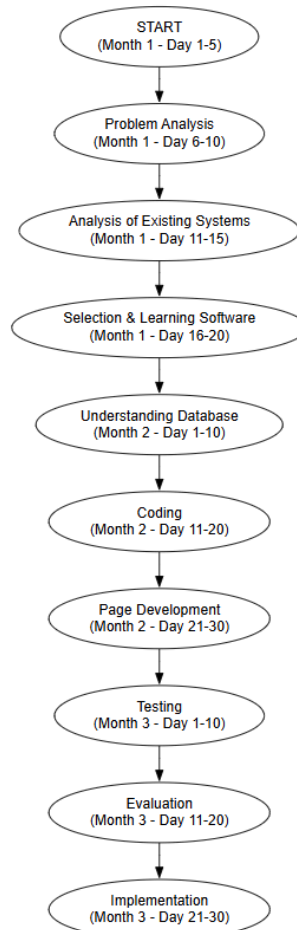 START
(Month 1 - Day 1-5)
Problem Analysis
(Month 1 - Day 6-10)
Analysis of Existing Systems
(Month 1 - Day 11-15)
Selection & Learning Software
(Month 1 - Day 16-20)
Understanding Database
(Month 2 - Day 1-10)
Coding
(Month 2 - Day 11-20)
Page Development
(Month 2 - Day 21-30)
Testing
(Month 3 - Day 1-10)
Evaluation
(Month 3 - Day 11-20)
Implementation
(Month 3 - Day 21-30)